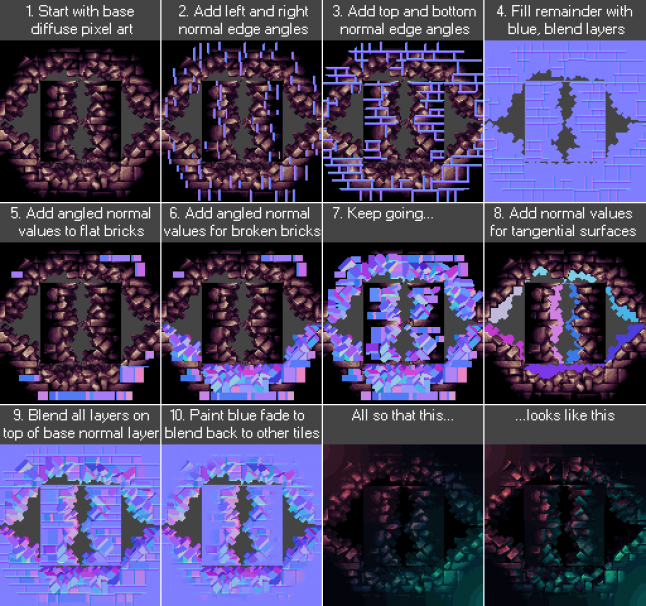 1. Start with base
diffuse pixel art
2. Add left and right
normal edge angles
3. Add top and bottom
normal edge angles
4. Fill remainder with
blue, blend layers
5. Add angled normal
values to flat bricks
6. Add angled normal
values for broken bricks
7. Keep going...
8. Add normal values
for tangential surfaces
9. Blend all layers on
top of base normal layer
10. Paint blue fade to
blend back to other tiles
All so that this...
...looks like this